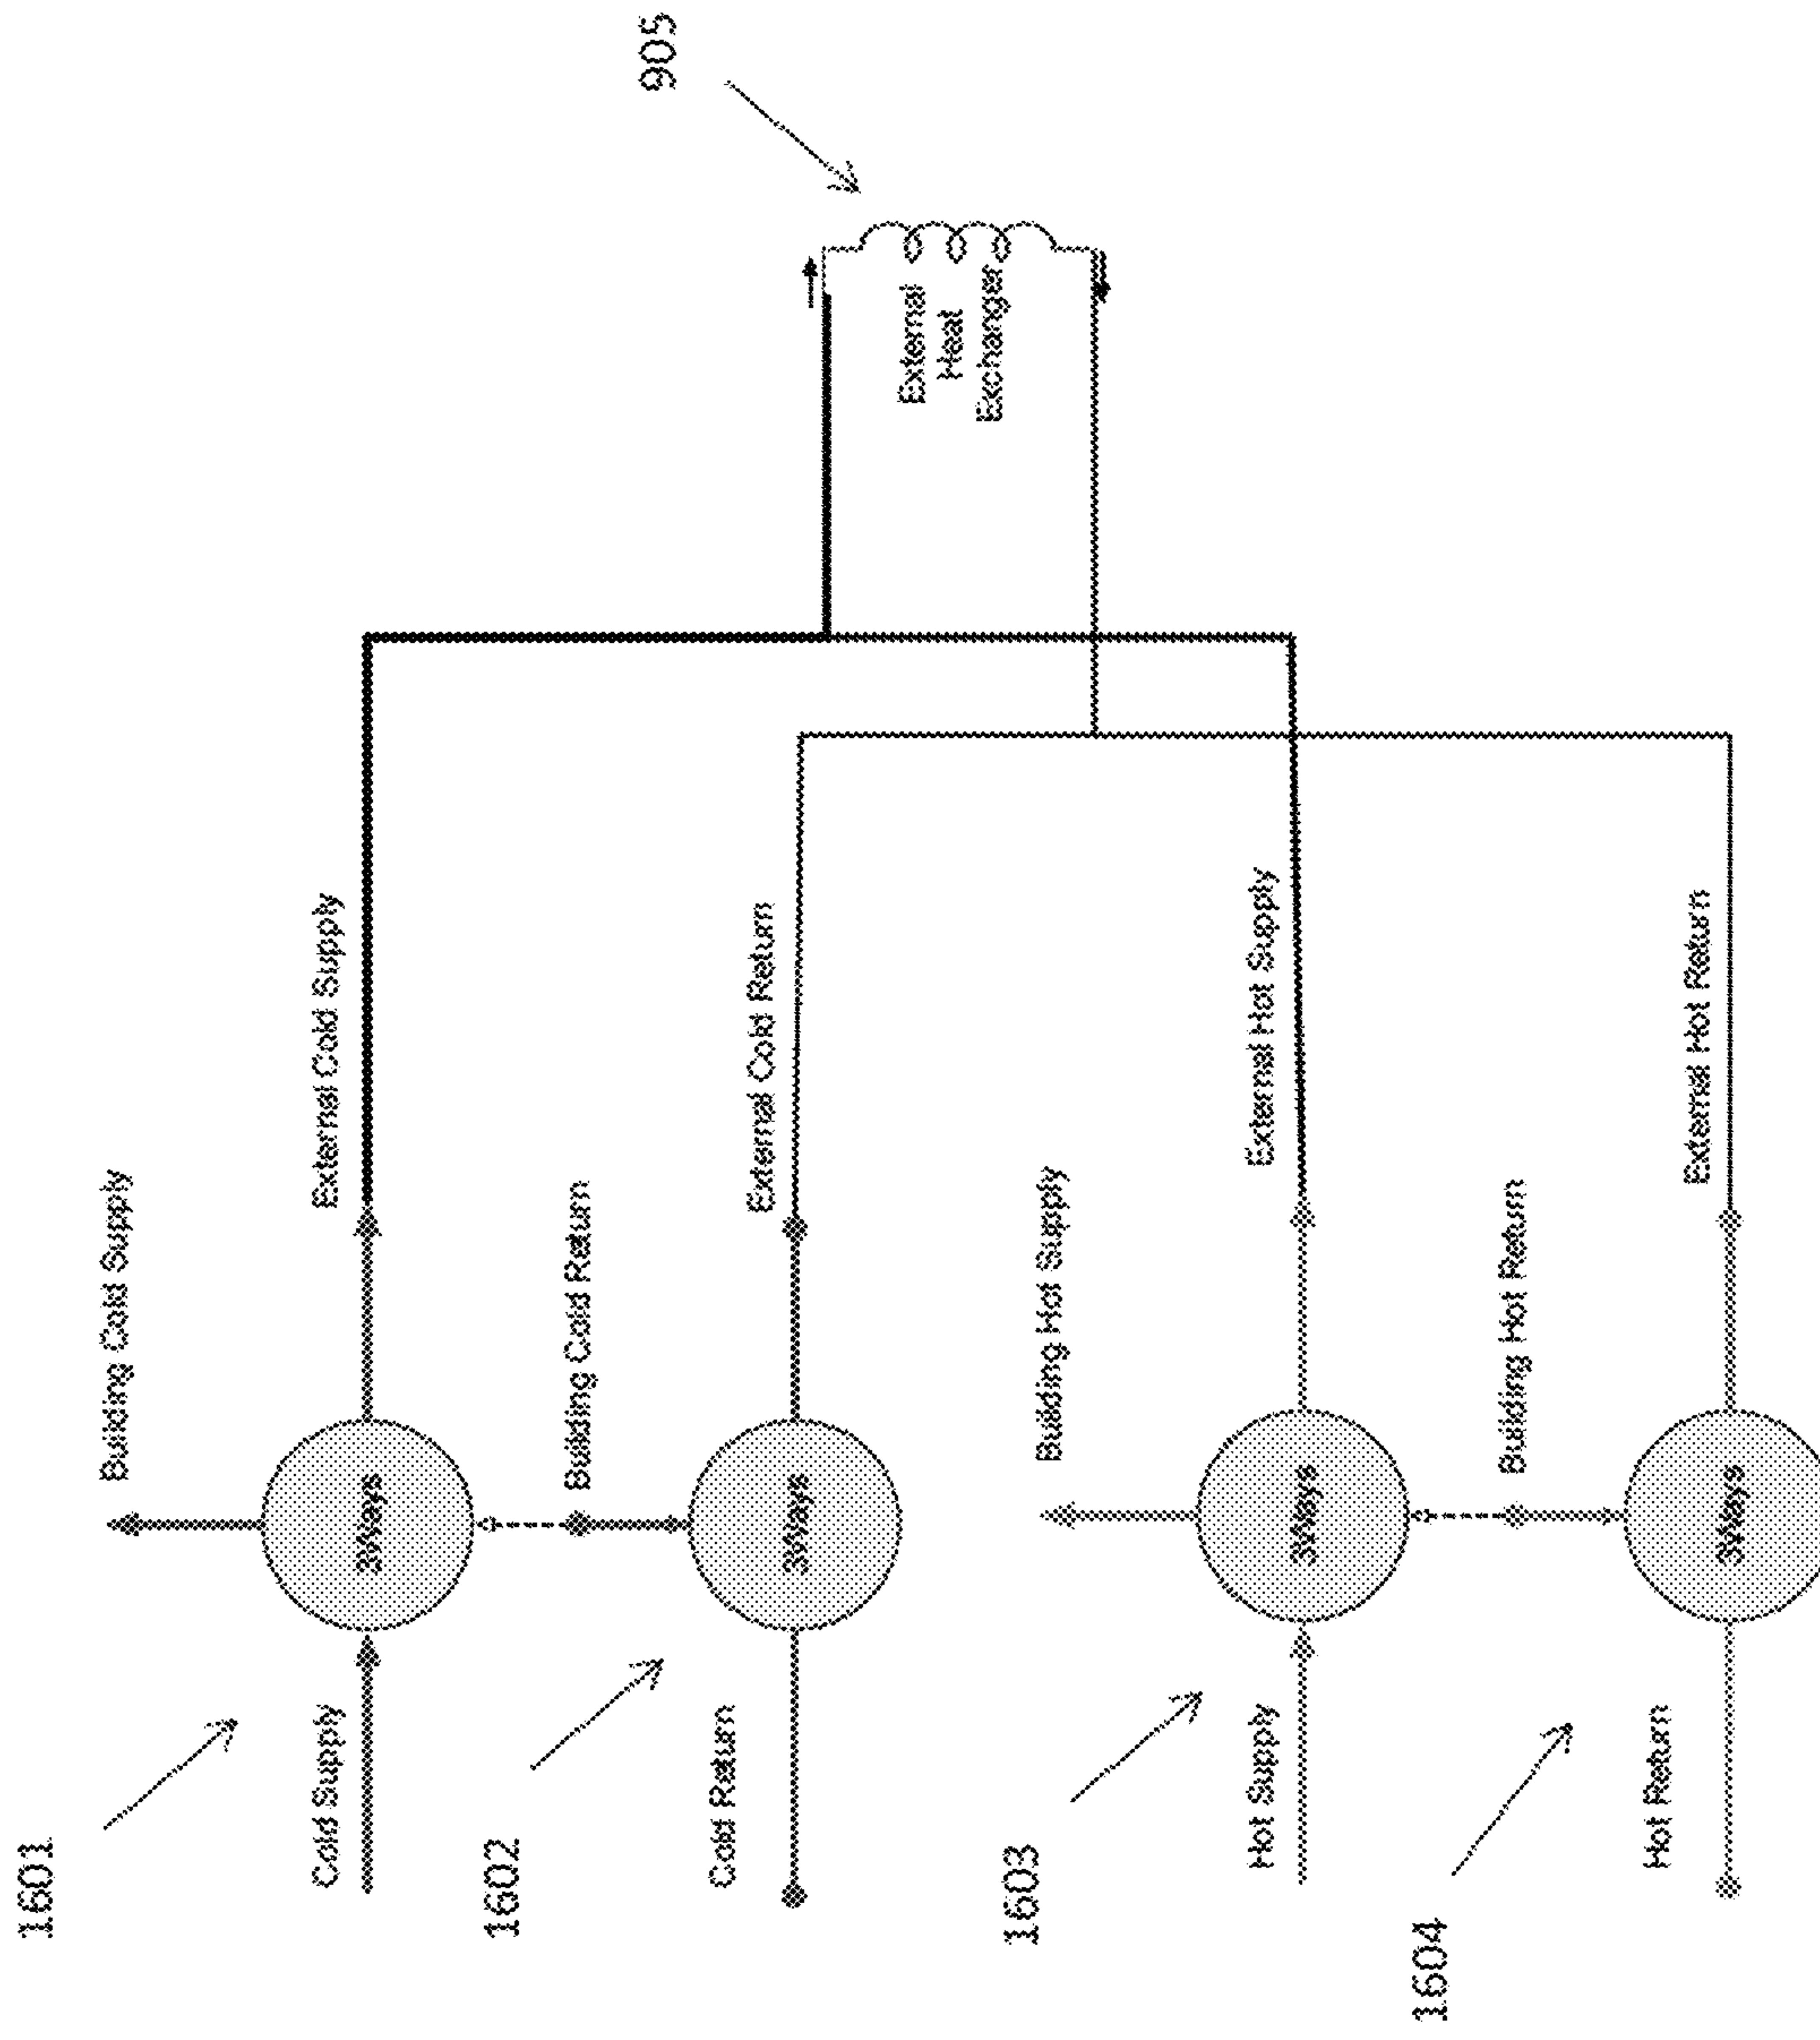 1601
Building Cold Supply
Cold Supply
External Cold Supply
3Ways
1602
Building Cold Return
905
Cold Return
External Cold Return
3Ways
External
Heat
Exchanger
1603
Building Hot Supply
Hot Supply
External Hot Supply
3Ways
1604
Building Hot Return
Hot Return
External Hot Return
3Ways